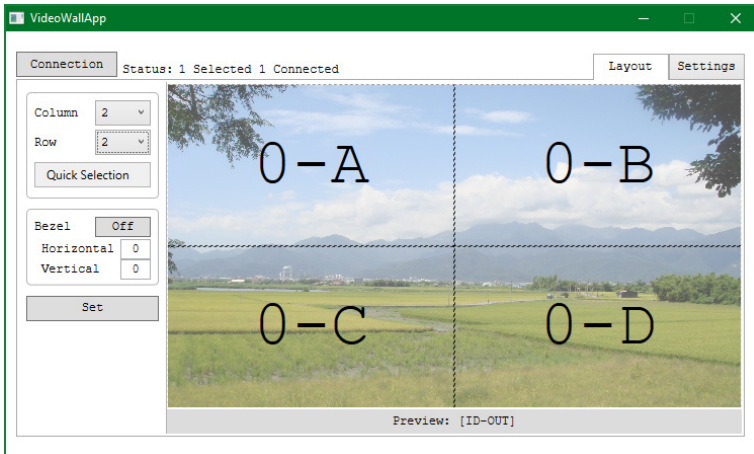 VideoWallApp
Connection
Status: 1 Selected 1 Connected
Layout
Settings
Column 2
Row 2
Quick Selection
Bezel Off
Horizontal 0
Vertical 0
Set
0-A
0-B
0-C
0-D
Preview: [ID-OUT]